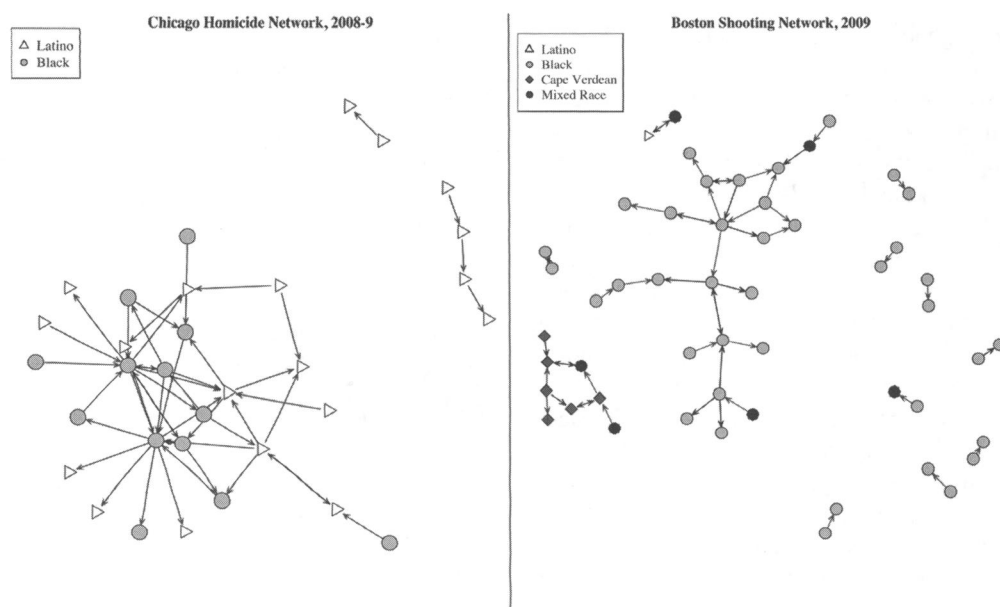 Chicago Homicide Network, 2008-9
Latino
Black
Boston Shooting Network, 2009
Latino
Black
Cape Verdean
Mixed Race